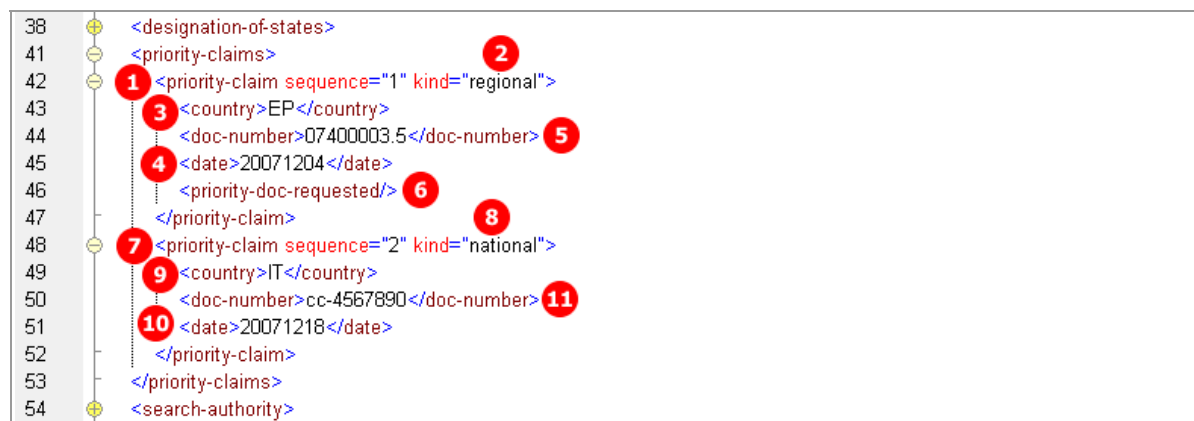 38 <designation-of-states>
41 <priority-claims> 2
42 1 <priority-claim sequence="1" kind="regional">
43 3 <country>EP</country>
44 <doc-number>07400003.5</doc-number> 5
45 4 <date>20071204</date>
46 <priority-doc-requested/> 6
47 </priority-claim> 8
48 7 <priority-claim sequence="2" kind="national">
49 9 <country>IT</country>
50 <doc-number>cc-4567890</doc-number> 11
51 10 <date>20071218</date>
52 </priority-claim>
53 </priority-claims>
54 <search-authority>